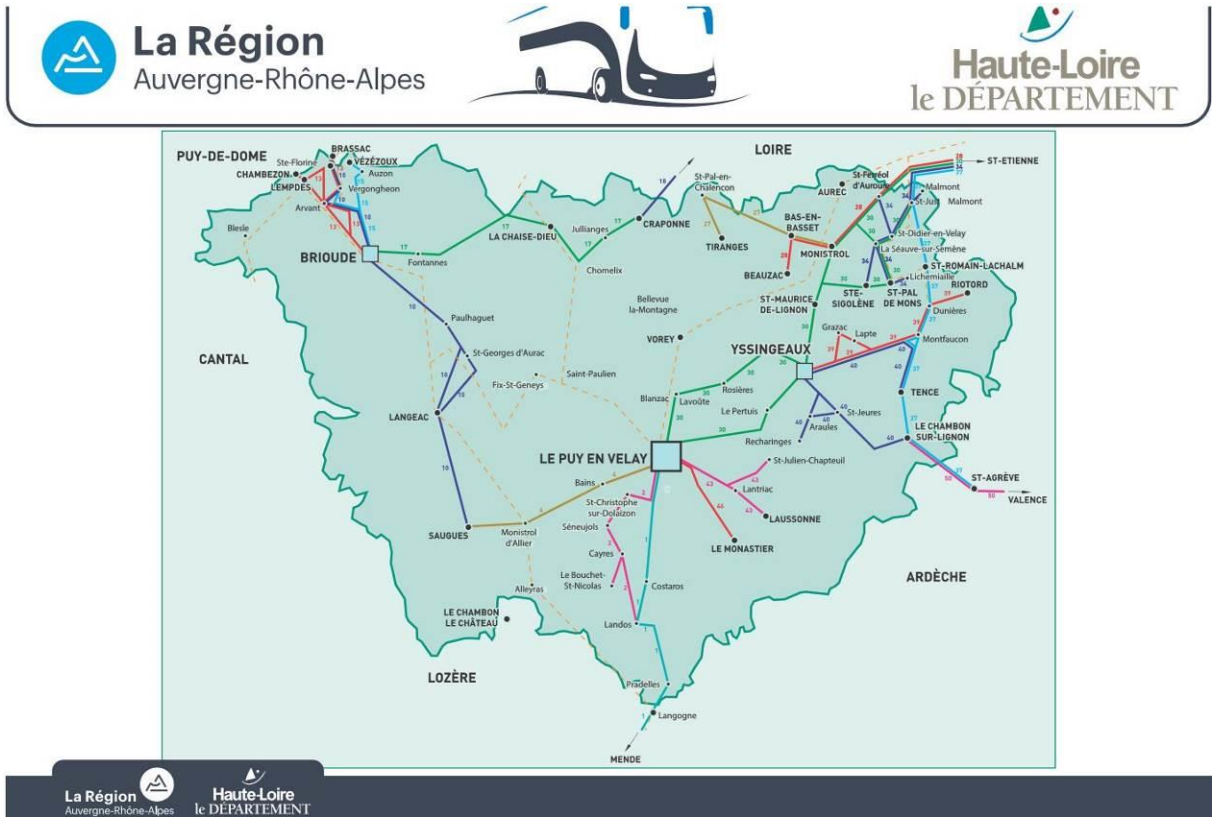 La Région
Auvergne-Rhône-Alpes
Haute-Loire
le DÉPARTEMENT
PUY-DE-DOME
BRASSAC
Ste-Florine
VÉZÉZOUX
CHAMBEZON
Auzon
LEMPDES
Vergongheon
Arvant
Blesle
BRIOUDE
Fontannes
LA CHAISE-DIEU
Jullianges
CRAPONNE
Chomelix
LOIRE
St-Pal-en-
Chalencon
TIRANGES
AUREC
BAS-EN-
BASSET
BEAUZAC
MONISTROL
St-Ferréol
d'Auroure
ST-ETIENNE
Malmont
St-Just
Malmont
St-Didier-en-Velay
La Séauve-sur-Semène
ST-ROMAIN-LACHALM
Lichemiaille
RIOTORD
STE-
SIGOLÈNE
ST-PAL
DE MONS
Dunières
ST-MAURICE
DE-LIGNON
Grazac
Lapte
Montfaucon
YSSINGEAUX
Bellevue
la-Montagne
VOREY
Paulhaguet
CANTAL
St-Georges d'Aurac
Fix-St-Geneys
Saint-Paulien
Blanzac
Lavoûte
Rosières
Le Pertuis
TENCE
LANGEAC
St-Jeures
Araules
Recharinges
LE CHAMBON
SUR-LIGNON
LE PUY EN VELAY
St-Julien-Chapteuil
ST-AGRÈVE
VALENCE
Bains
St-Christophe
sur-Dolaizon
Lantriac
LAUSSONNE
SAUGUES
Monistrol
d'Allier
Séneujols
LE MONASTIER
Cayres
Le Bouchet-
St-Nicolas
Costaros
ARDÈCHE
Alleyras
LE CHAMBON
LE CHÂTEAU
Landos
LOZÈRE
Pradelles
Langogne
MENDE
La Région
Auvergne-Rhône-Alpes
Haute-Loire
le DÉPARTEMENT